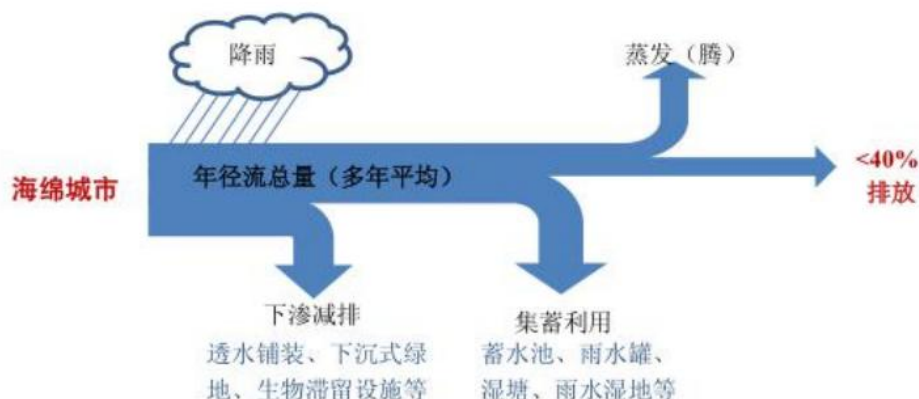 降雨
蒸发（腾）
年径流总量（多年平均）
海绵城市
<40%
排放
下渗减排
透水铺装、下沉式绿
地、生物滞留设施等
集蓄利用
蓄水池、雨水罐、
湿塘、雨水湿地等